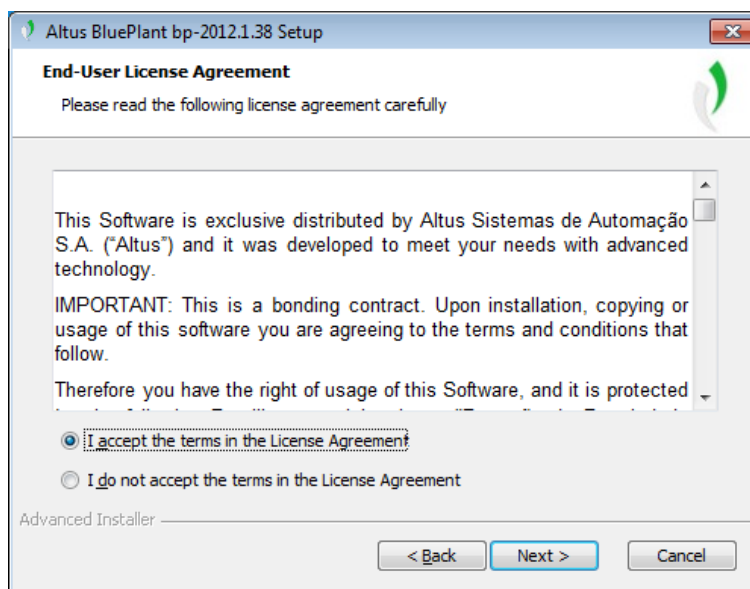 Altus BluePlant bp-2012.1.38 Setup
End-User License Agreement
Please read the following license agreement carefully
This Software is exclusive distributed by Altus Sistemas de Automação
S.A. (“Altus”) and it was developed to meet your needs with advanced
technology.
IMPORTANT: This is a bonding contract. Upon installation, copying or
usage of this software you are agreeing to the terms and conditions that
follow.
Therefore you have the right of usage of this Software, and it is protected
I accept the terms in the License Agreement
I do not accept the terms in the License Agreement
Advanced Installer
< Back Next > Cancel